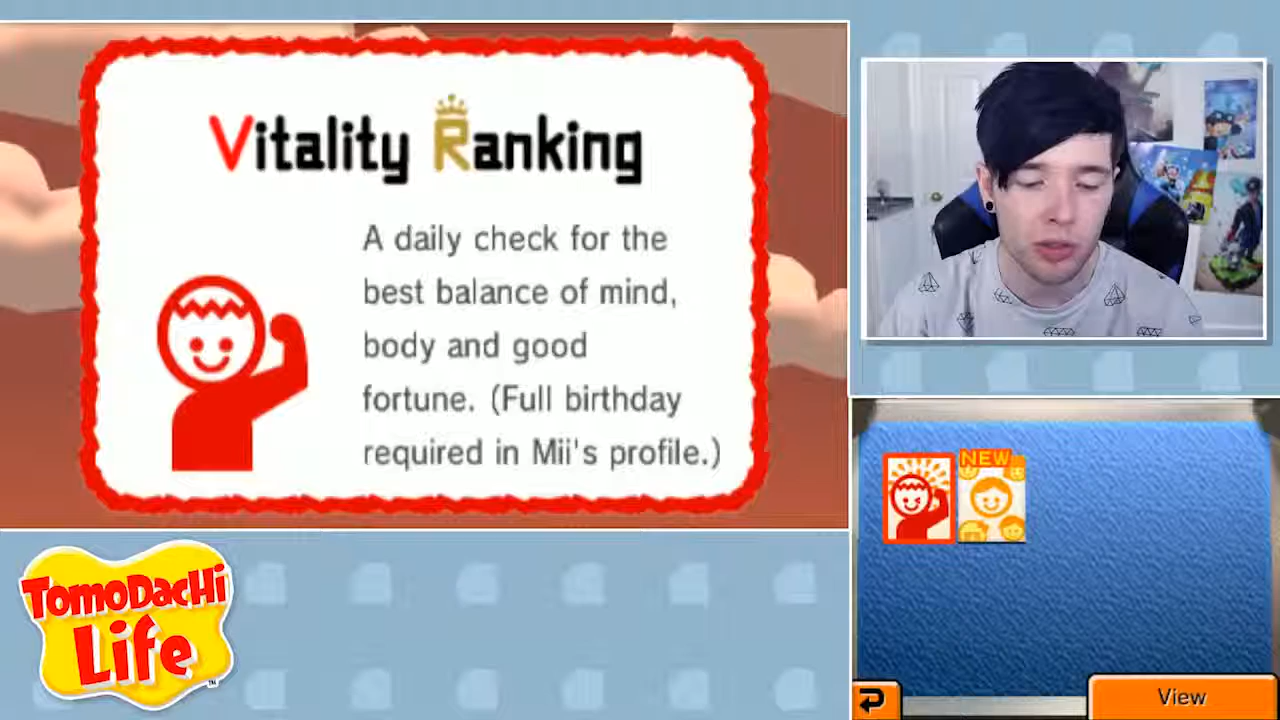 Vitality Ranking
A daily check for the
best balance of mind,
body and good
fortune. (Full birthday
required in Mii's profile.)
NEW
View
TomoDacHi
Life
TM